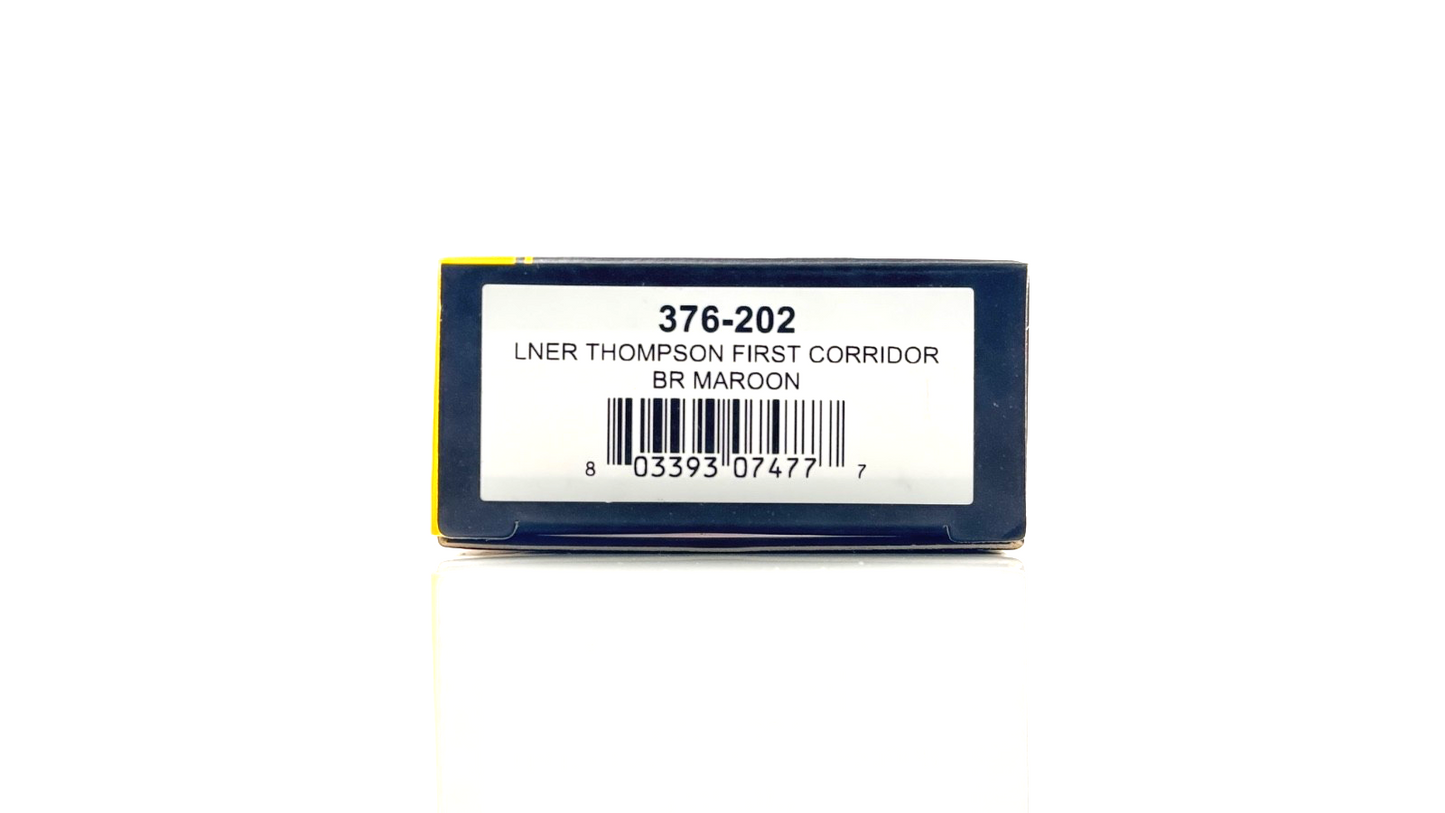 376-202
LNER THOMPSON FIRST CORRIDOR
BR MAROON
8 03393 07477 7